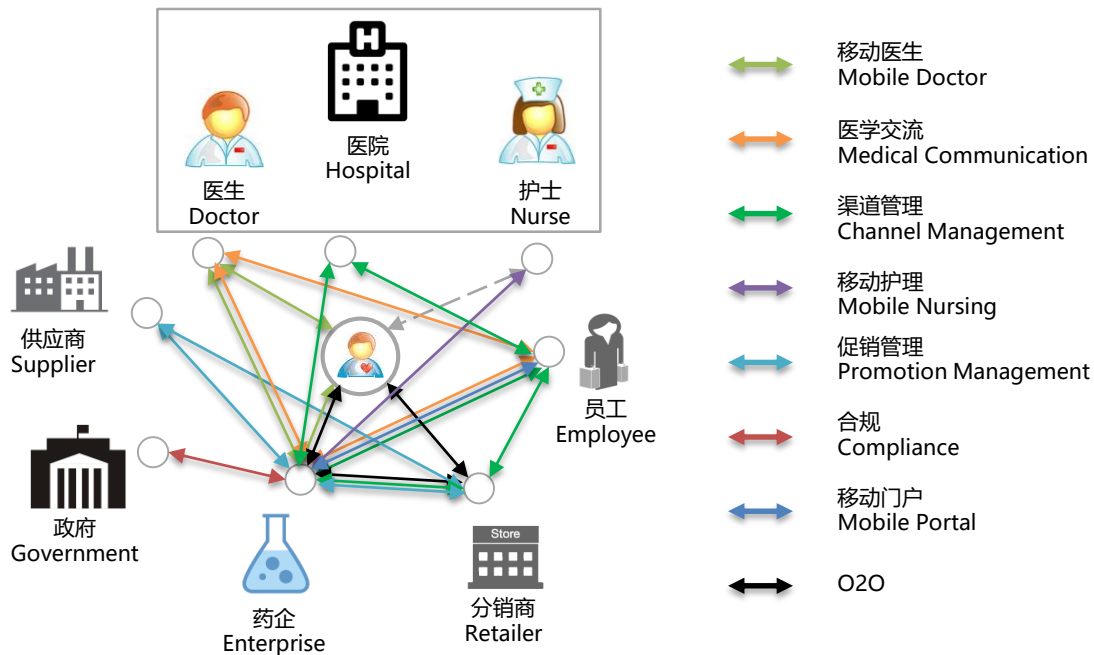 H
医院
Hospital
医生
Doctor
护士
Nurse
供应商
Supplier
员工
Employee
政府
Government
药企
Enterprise
Store
分销商
Retailer
移动医生
Mobile Doctor
医学交流
Medical Communication
渠道管理
Channel Management
移动护理
Mobile Nursing
促销管理
Promotion Management
合规
Compliance
移动门户
Mobile Portal
O2O